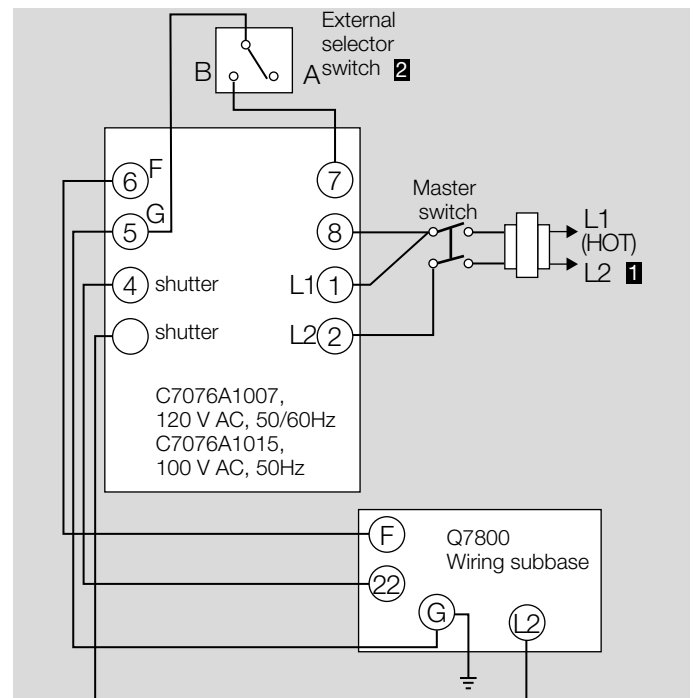 External
selector
switch 2
B
A
6 F
7
5 G
8
Master
switch
L1
(HOT)
L2 1
4 shutter
L1 1
shutter
L2 2
C7076A1007,
120 V AC, 50/60Hz
C7076A1015,
100 V AC, 50Hz
F
Q7800
Wiring subbase
22
G
L2